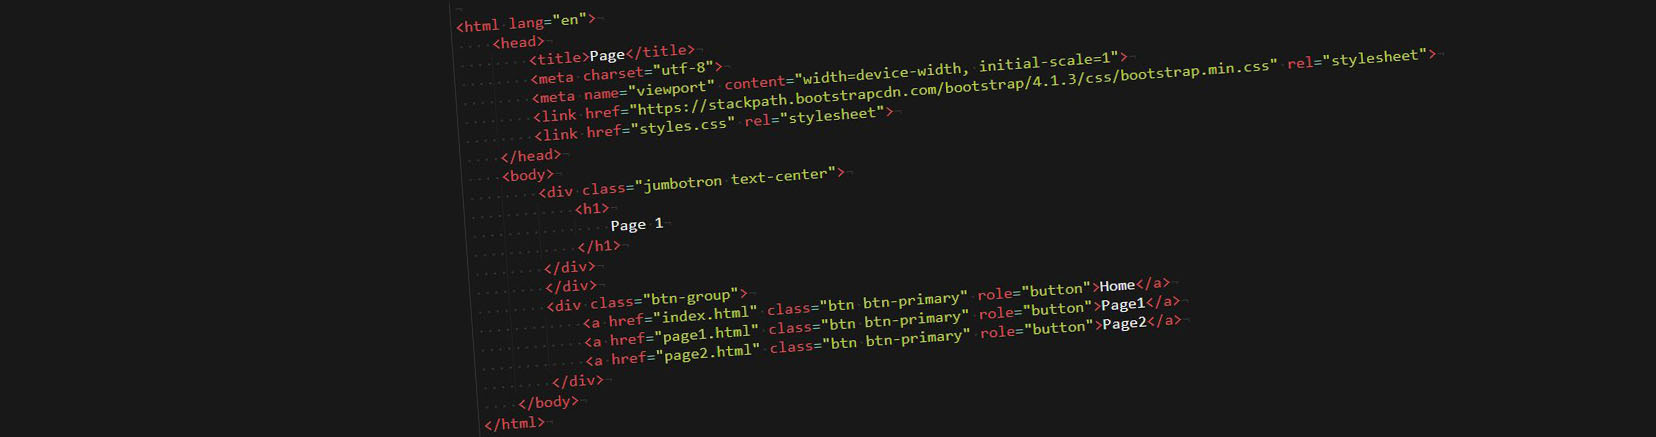 <html lang="en">
<head>
<title>Page</title>
<meta charset="utf-8">
<meta name="viewport" content="width=device-width, initial-scale=1">
<link href="https://stackpath.bootstrapcdn.com/bootstrap/4.1.3/css/bootstrap.min.css" rel="stylesheet">
<link href="styles.css" rel="stylesheet">
</head>
<body>
<div class="jumbotron text-center">
<h1>
Page 1
</h1>
</div>
</div>
<div class="btn-group">
<a href="index.html" class="btn btn-primary" role="button">Home</a>
<a href="page1.html" class="btn btn-primary" role="button">Page1</a>
<a href="page2.html" class="btn btn-primary" role="button">Page2</a>
</div>
</body>
</html>